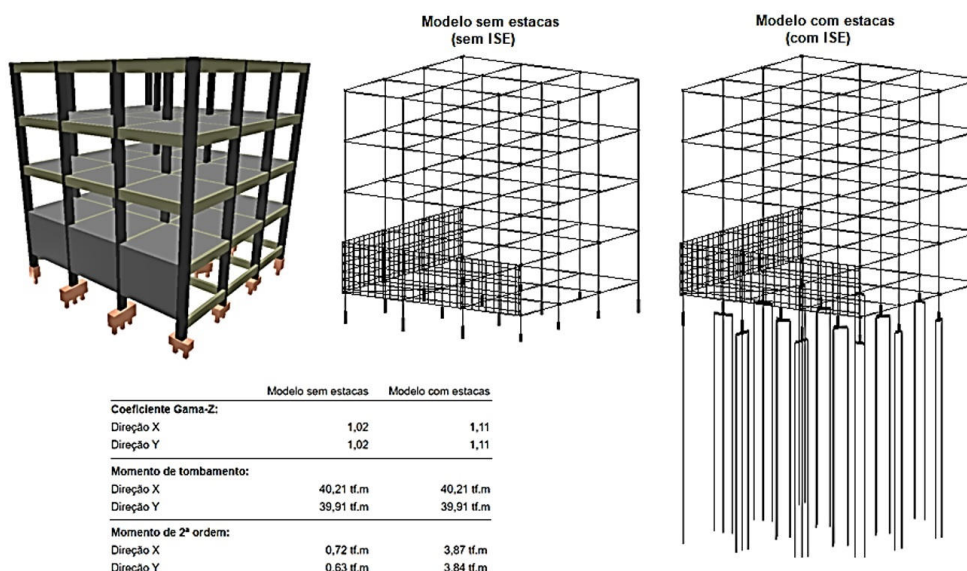 Modelo sem estacas
(sem ISE)
Modelo com estacas
(com ISE)
Modelo sem estacas Modelo com estacas
Coeficiente Gama-Z:
Direção X 1,02 1,11
Direção Y 1,02 1,11
Momento de tombamento:
Direção X 40,21 tf.m 40,21 tf.m
Direção Y 39,91 tf.m 39,91 tf.m
Momento de 2ª ordem:
Direção X 0,72 tf.m 3,87 tf.m
Direção Y 0,63 tf.m 3,84 tf.m